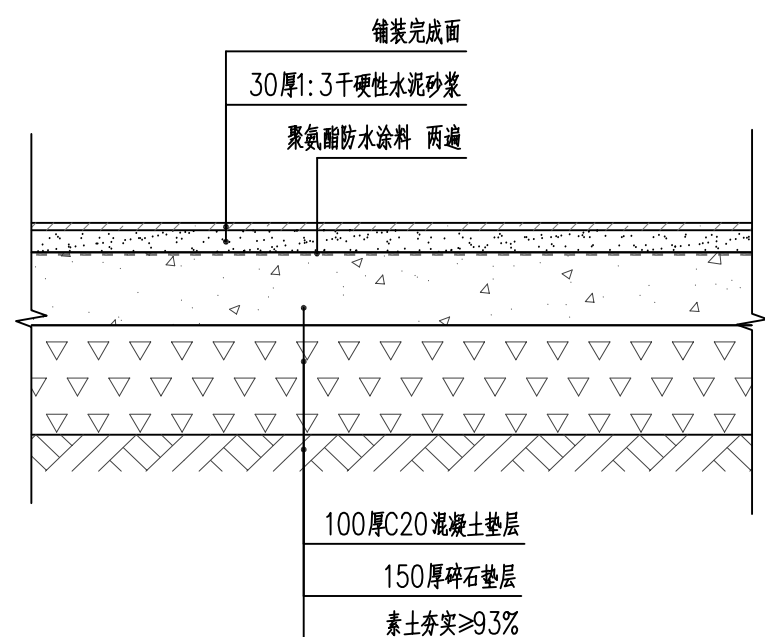 铺装完成面
30厚1:3干硬性水泥砂浆
聚氨酯防水涂料 两遍
100厚C20混凝土垫层
150厚碎石垫层
素土夯实≥93%